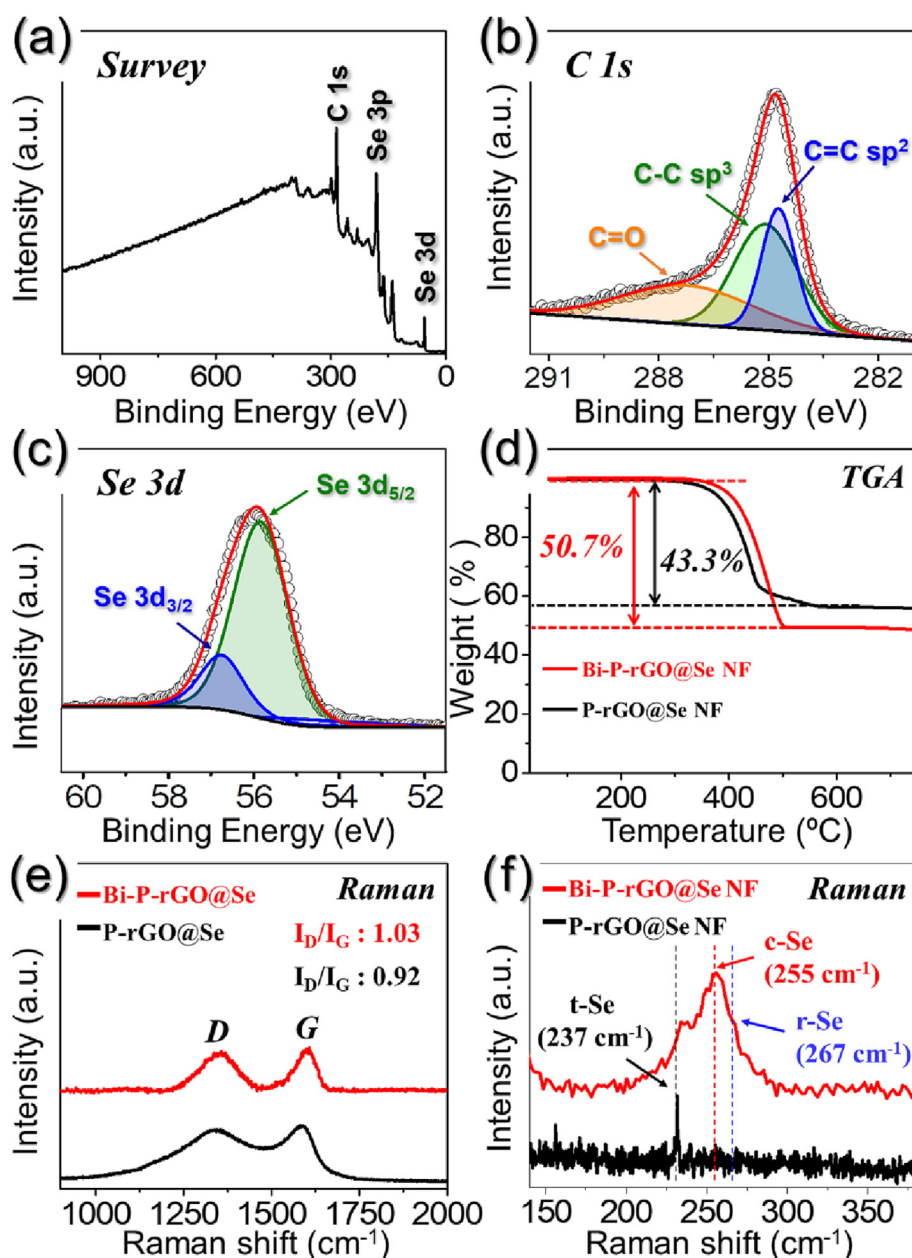 (a)
Survey
C 1s
Se 3p
Se 3d
Intensity (a.u.)
900
600
300
0
Binding Energy (eV)
(b)
C 1s
C=C sp²
C-C sp³
C=O
Intensity (a.u.)
291
288
285
282
Binding Energy (eV)
(c)
Se 3d
Se 3d₅/₂
Se 3d₃/₂
Intensity (a.u.)
60
58
56
54
52
Binding Energy (eV)
(d)
TGA
50.7%
43.3%
Bi-P-rGO@Se NF
P-rGO@Se NF
Weight ( %)
80
60
40
20
0
200
400
600
Temperature (ºC)
(e)
Bi-P-rGO@Se
Raman
P-rGO@Se
I_D/I_G : 1.03
I_D/I_G : 0.92
D
G
Intensity (a.u.)
1000
1250
1500
1750
2000
Raman shift (cm⁻¹)
(f)
Bi-P-rGO@Se NF
Raman
P-rGO@Se NF
c-Se
(255 cm⁻¹)
t-Se
(237 cm⁻¹)
r-Se
(267 cm⁻¹)
Intensity (a.u.)
150
200
250
300
350
Raman shift (cm⁻¹)